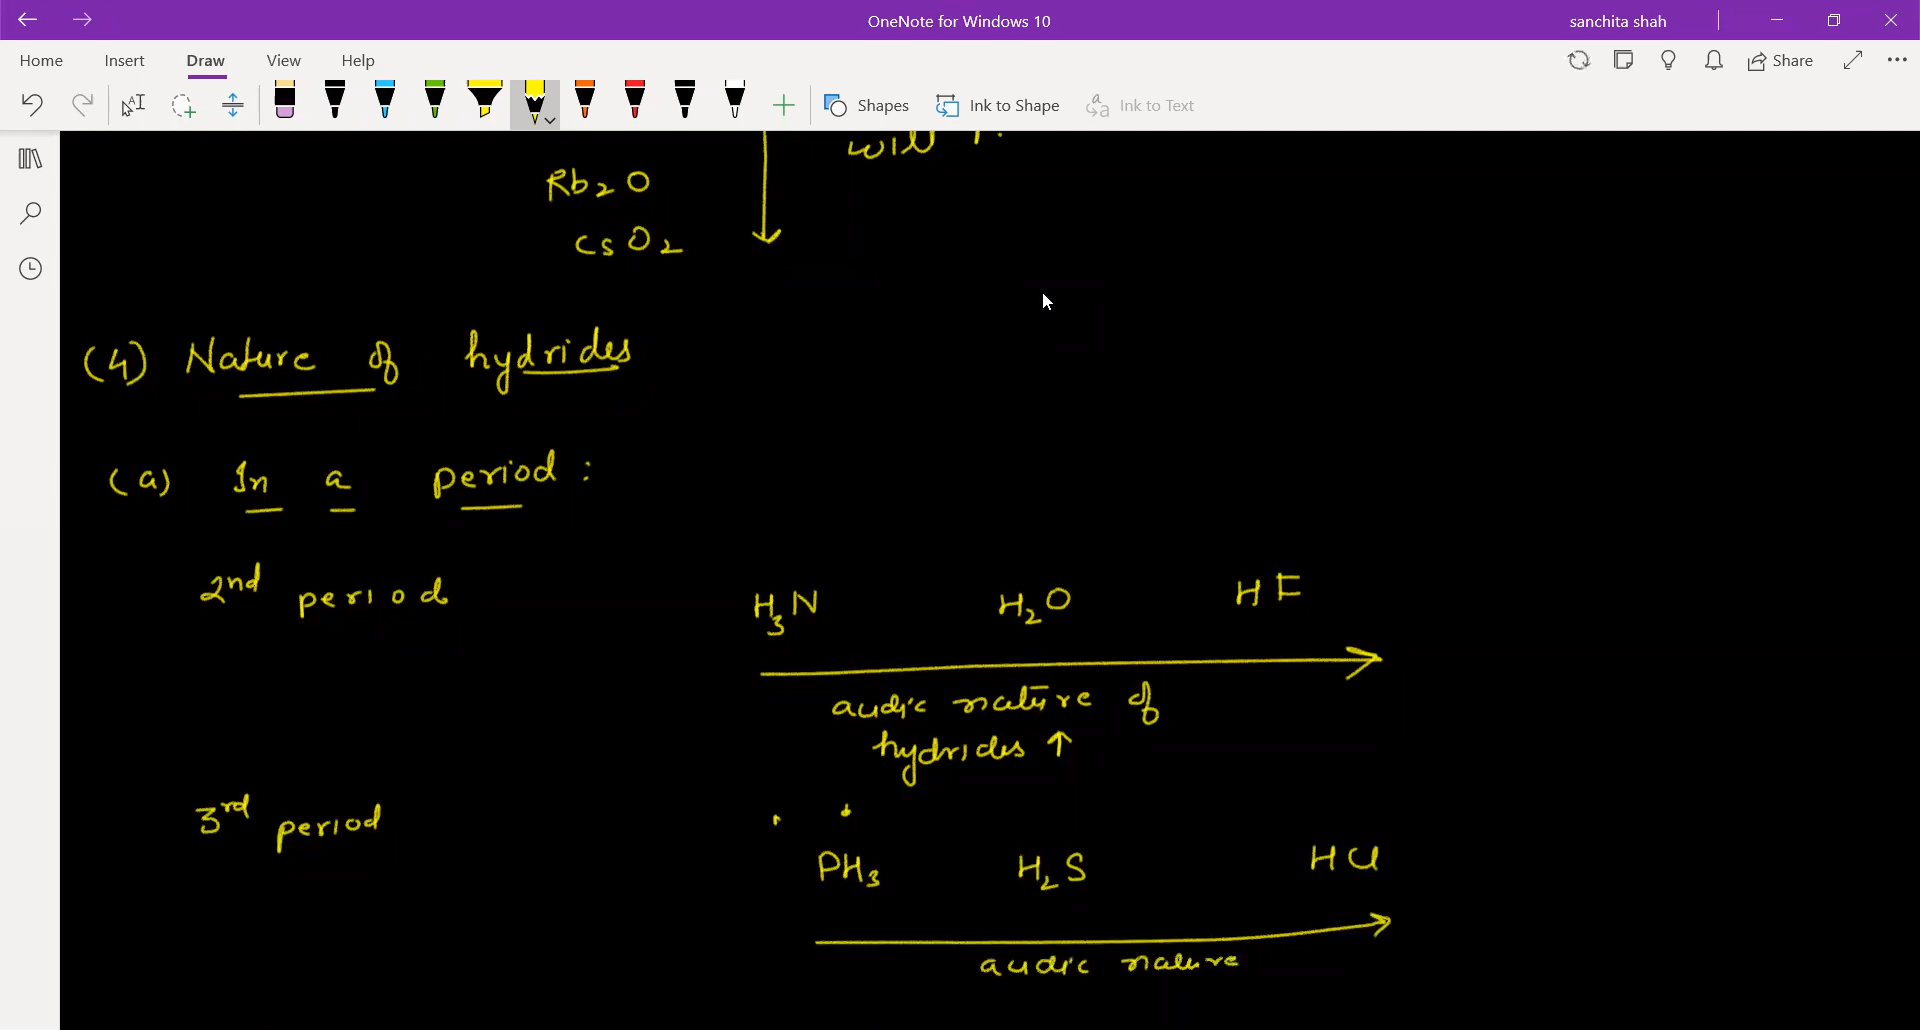 OneNote for Windows 10
sanchita shah
Home Insert Draw View Help
Share
Shapes Ink to Shape Ink to Text
will ↑.
Rb2O
CsO2
(4) Nature of hydrides
(a) In a period :
2nd period H3N H2O HF
acidic nature of
hydrides ↑
3rd period
PH3 H2S HCl
acidic nature